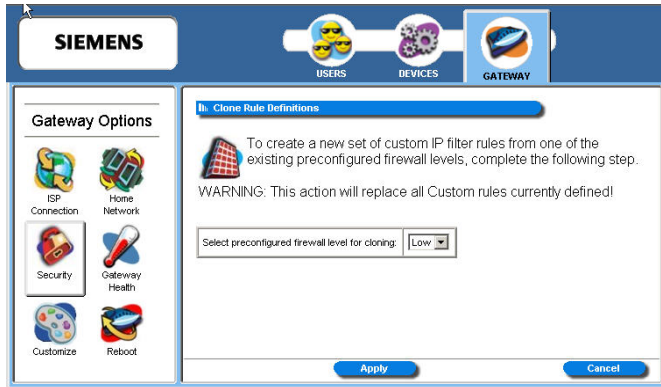 SIEMENS
USERS
DEVICES
GATEWAY
Gateway Options
ISP
Connection
Home
Network
Security
Gateway
Health
Customize
Reboot
Clone Rule Definitions
To create a new set of custom IP filter rules from one of the
existing preconfigured firewall levels, complete the following step.
WARNING: This action will replace all Custom rules currently defined!
Select preconfigured firewall level for cloning: Low
Apply
Cancel